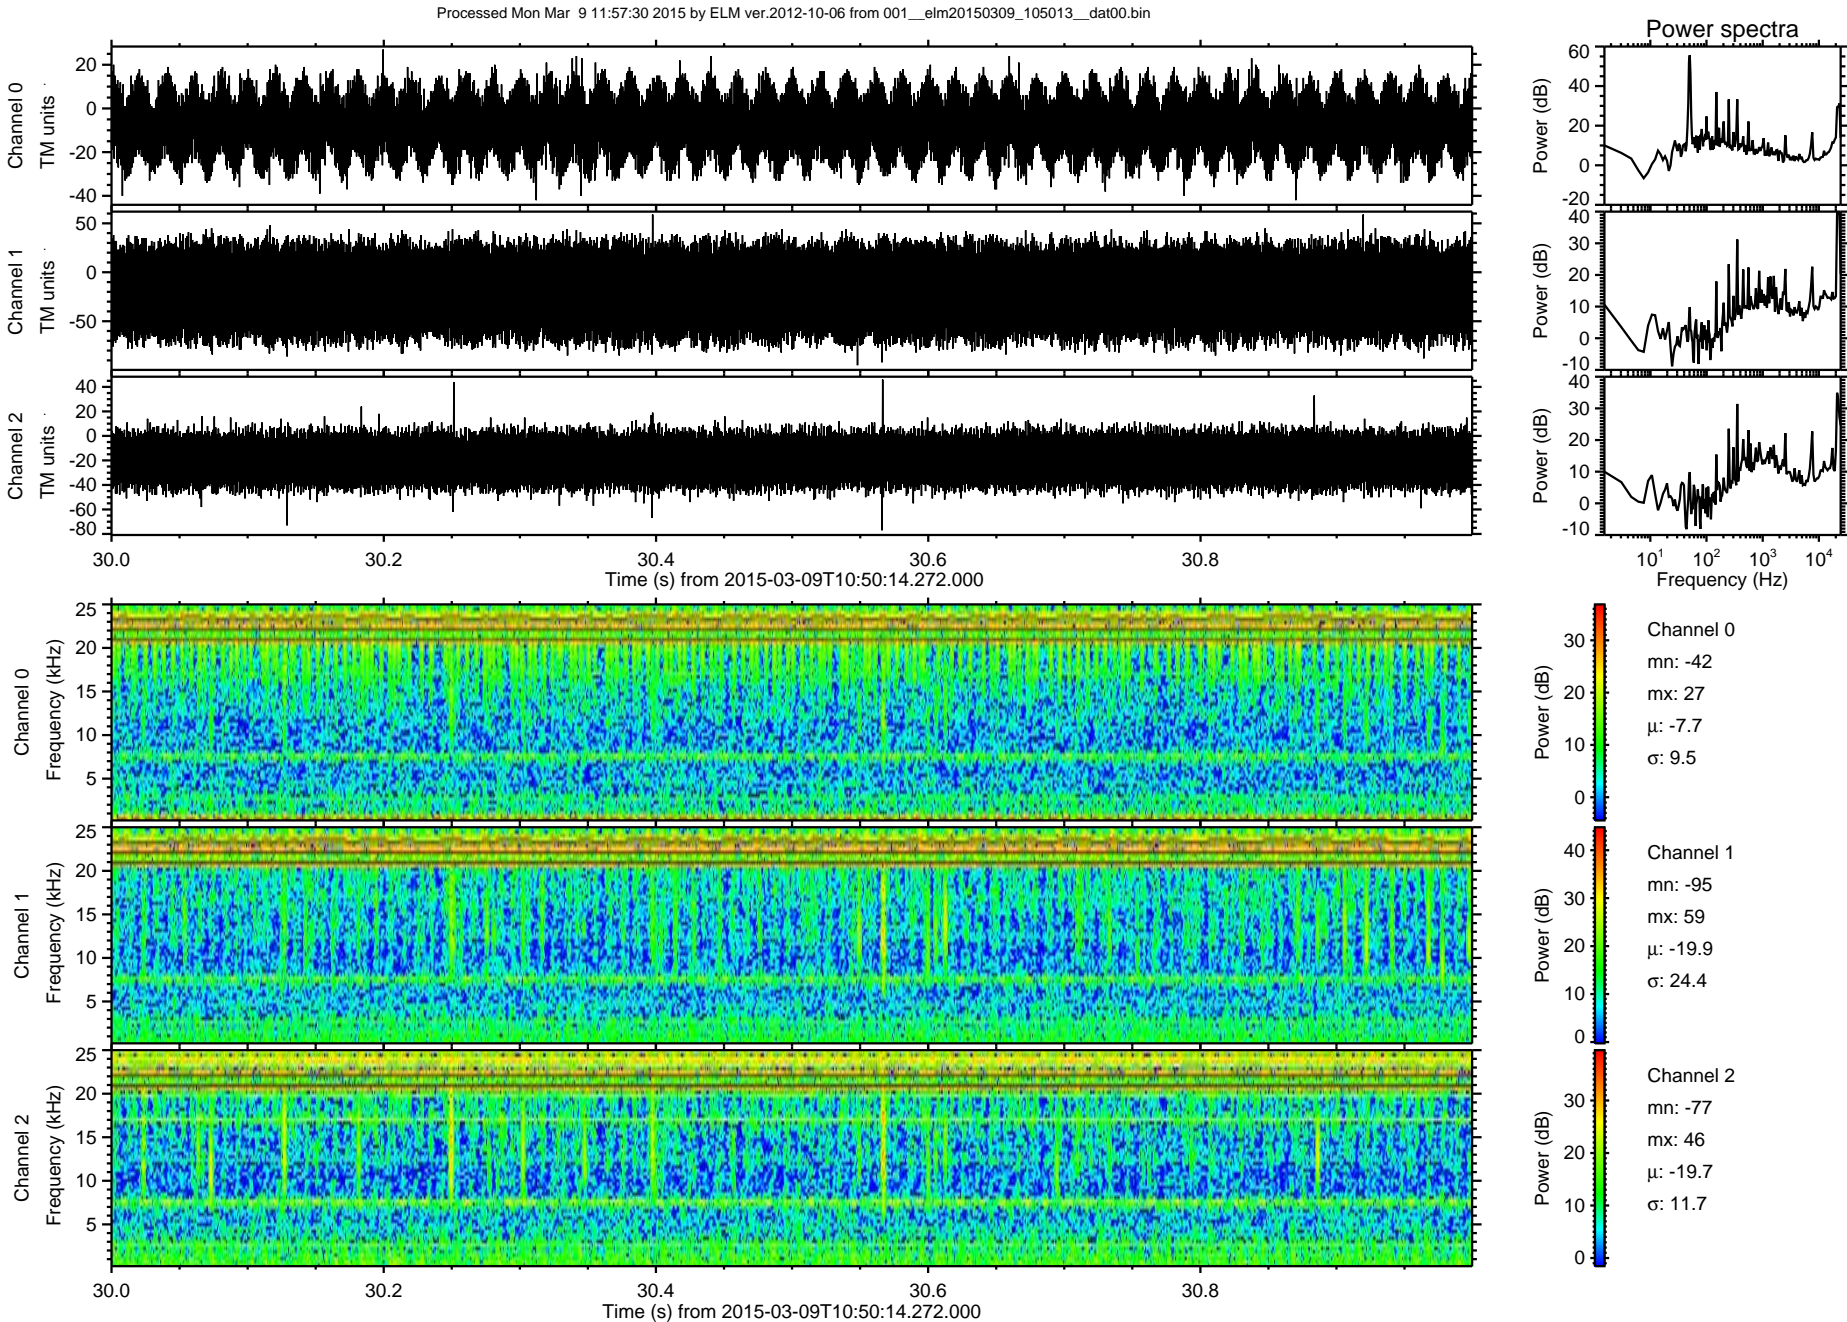 Processed Mon Mar 9 11:57:30 2015 by ELM ver.2012-10-06 from 001__elm20150309_105013__dat00.bin
Power spectra
Channel 0
TM units
20
0
-20
-40
Power (dB)
60
40
20
0
-20
Channel 1
TM units
50
0
-50
Power (dB)
40
30
20
10
0
-10
Channel 2
TM units
40
20
0
-20
-40
-60
-80
Power (dB)
40
30
20
10
0
-10
30.0 30.2 30.4 30.6 30.8
Time (s) from 2015-03-09T10:50:14.272.000
10¹ 10² 10³ 10⁴
Frequency (Hz)
Channel 0
Frequency (kHz)
25
20
15
10
5
Power (dB)
30
20
10
0
Channel 0
mn: -42
mx: 27
μ: -7.7
σ: 9.5
Channel 1
Frequency (kHz)
25
20
15
10
5
Power (dB)
40
30
20
10
0
Channel 1
mn: -95
mx: 59
μ: -19.9
σ: 24.4
Channel 2
Frequency (kHz)
25
20
15
10
5
Power (dB)
30
20
10
0
Channel 2
mn: -77
mx: 46
μ: -19.7
σ: 11.7
30.0 30.2 30.4 30.6 30.8
Time (s) from 2015-03-09T10:50:14.272.000